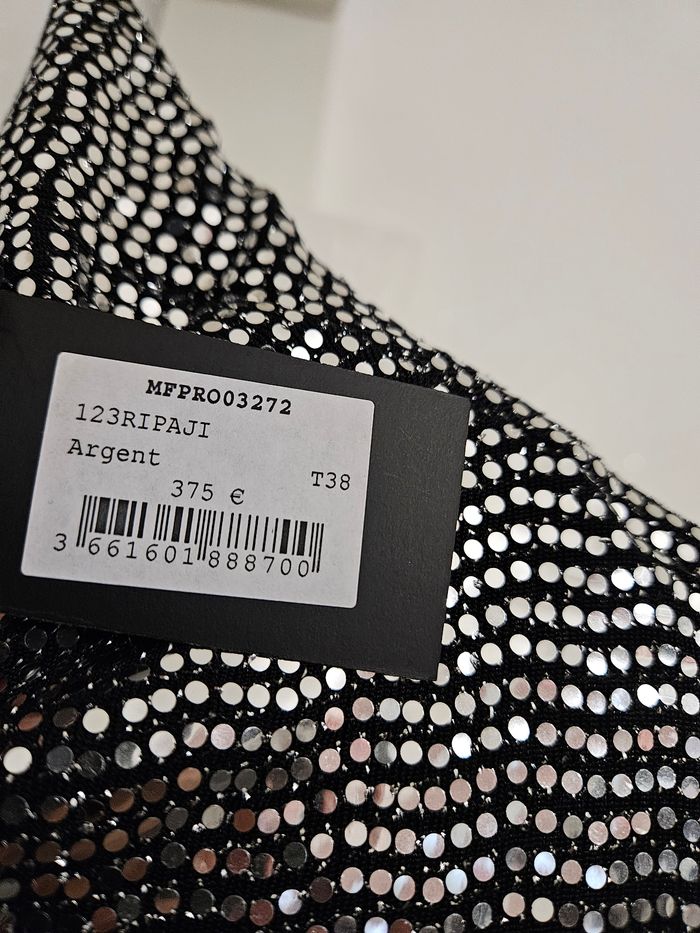 MFPRO03272
123RIPAJI
Argent
T38
375 €
3 661601 888700